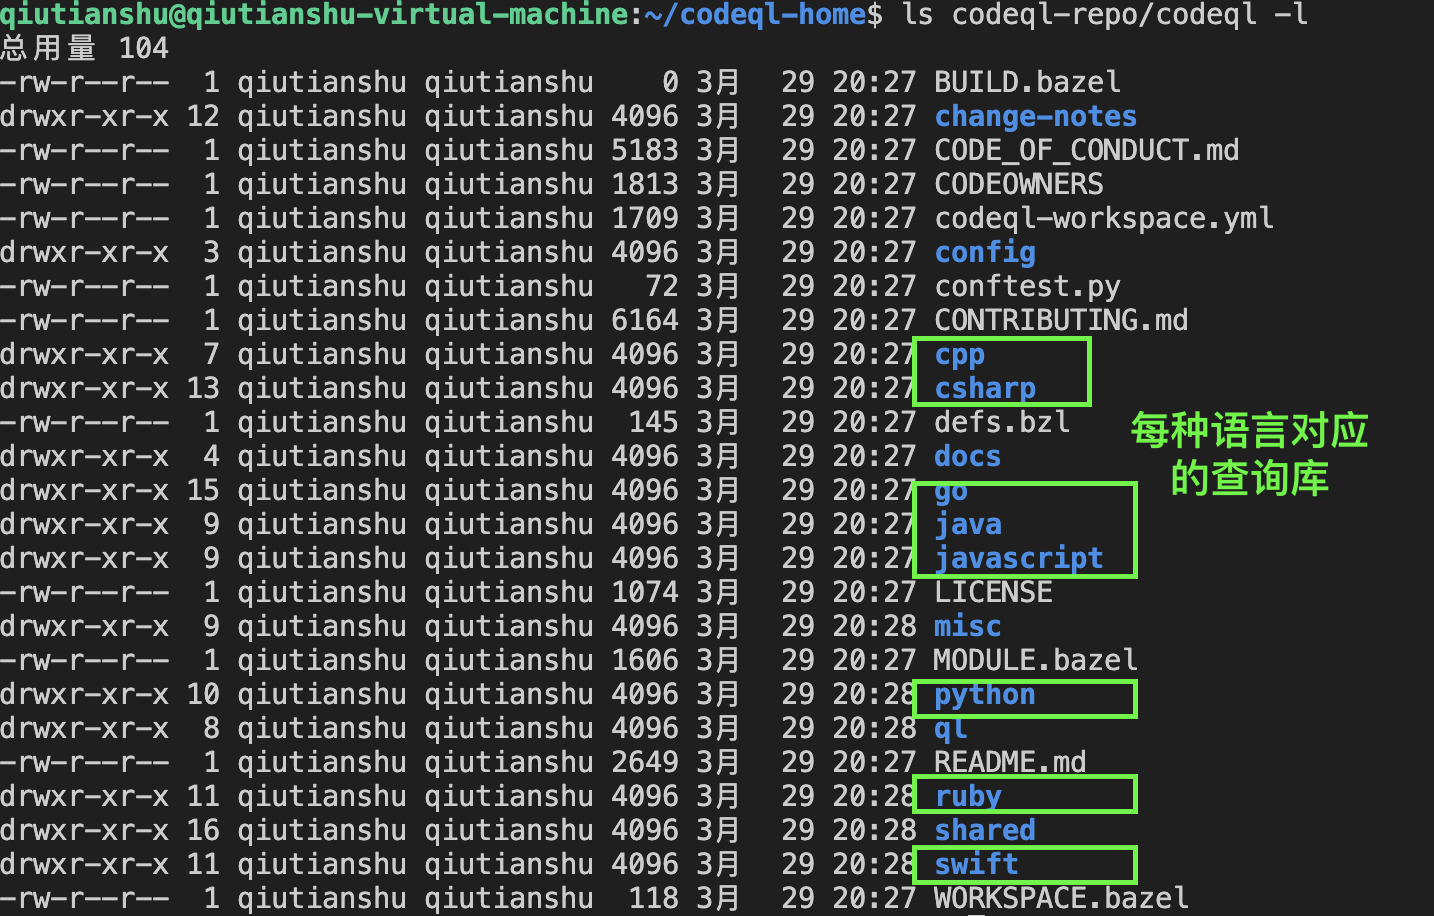 qiutianshu@qiutianshu-virtual-machine:~/codeql-home$ ls codeql-repo/codeql -l
总用量 104
-rw-r--r--  1 qiutianshu qiutianshu    0 3月  29 20:27 BUILD.bazel
drwxr-xr-x 12 qiutianshu qiutianshu 4096 3月  29 20:27 change-notes
-rw-r--r--  1 qiutianshu qiutianshu 5183 3月  29 20:27 CODE_OF_CONDUCT.md
-rw-r--r--  1 qiutianshu qiutianshu 1813 3月  29 20:27 CODEOWNERS
-rw-r--r--  1 qiutianshu qiutianshu 1709 3月  29 20:27 codeql-workspace.yml
drwxr-xr-x  3 qiutianshu qiutianshu 4096 3月  29 20:27 config
-rw-r--r--  1 qiutianshu qiutianshu   72 3月  29 20:27 conftest.py
-rw-r--r--  1 qiutianshu qiutianshu 6164 3月  29 20:27 CONTRIBUTING.md
drwxr-xr-x  7 qiutianshu qiutianshu 4096 3月  29 20:27 cpp
drwxr-xr-x 13 qiutianshu qiutianshu 4096 3月  29 20:27 csharp
-rw-r--r--  1 qiutianshu qiutianshu  145 3月  29 20:27 defs.bzl
每种语言对应
drwxr-xr-x  4 qiutianshu qiutianshu 4096 3月  29 20:27 docs
的查询库
drwxr-xr-x 15 qiutianshu qiutianshu 4096 3月  29 20:27 go
drwxr-xr-x  9 qiutianshu qiutianshu 4096 3月  29 20:27 java
drwxr-xr-x  9 qiutianshu qiutianshu 4096 3月  29 20:27 javascript
-rw-r--r--  1 qiutianshu qiutianshu 1074 3月  29 20:27 LICENSE
drwxr-xr-x  9 qiutianshu qiutianshu 4096 3月  29 20:28 misc
-rw-r--r--  1 qiutianshu qiutianshu 1606 3月  29 20:27 MODULE.bazel
drwxr-xr-x 10 qiutianshu qiutianshu 4096 3月  29 20:28 python
drwxr-xr-x  8 qiutianshu qiutianshu 4096 3月  29 20:28 ql
-rw-r--r--  1 qiutianshu qiutianshu 2649 3月  29 20:27 README.md
drwxr-xr-x 11 qiutianshu qiutianshu 4096 3月  29 20:28 ruby
drwxr-xr-x 16 qiutianshu qiutianshu 4096 3月  29 20:28 shared
drwxr-xr-x 11 qiutianshu qiutianshu 4096 3月  29 20:28 swift
-rw-r--r--  1 qiutianshu qiutianshu  118 3月  29 20:27 WORKSPACE.bazel